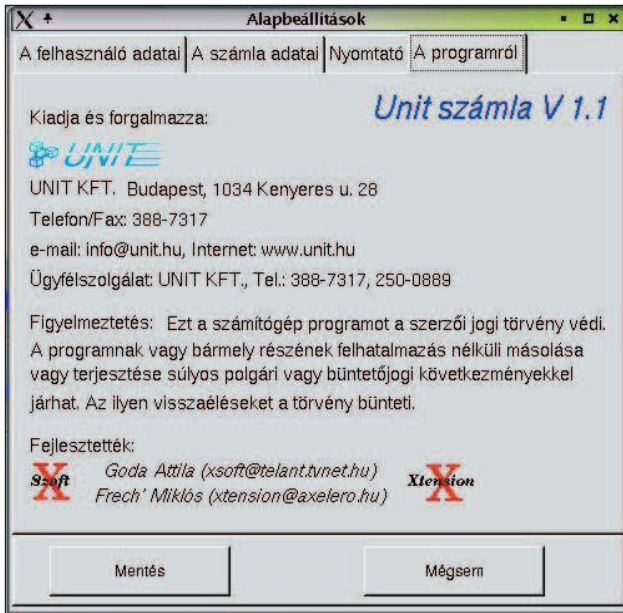 Alapbeállítások
A felhasználó adatai A számla adatai Nyomtató A programról
Unit számla V 1.1
Kiadja és forgalmazza:
UNIT
UNIT KFT. Budapest, 1034 Kenyeres u. 28
Telefon/Fax: 388-7317
e-mail: info@unit.hu, Internet: www.unit.hu
Ügyfélszolgálat: UNIT KFT., Tel.: 388-7317, 250-0889
Figyelmeztetés: Ezt a számítógép programot a szerzői jogi törvény védi.
A programnak vagy bármely részének felhatalmazás nélküli másolása
vagy terjesztése súlyos polgári vagy büntetőjogi következményekkel
járhat. Az ilyen visszaéléseket a törvény bünteti.
Fejlesztették:
X Szoft Goda Attila (xsoft@telant.tvnet.hu) X Xtension
Frech' Miklós (xtension@axelero.hu)
Mentés Mégsem